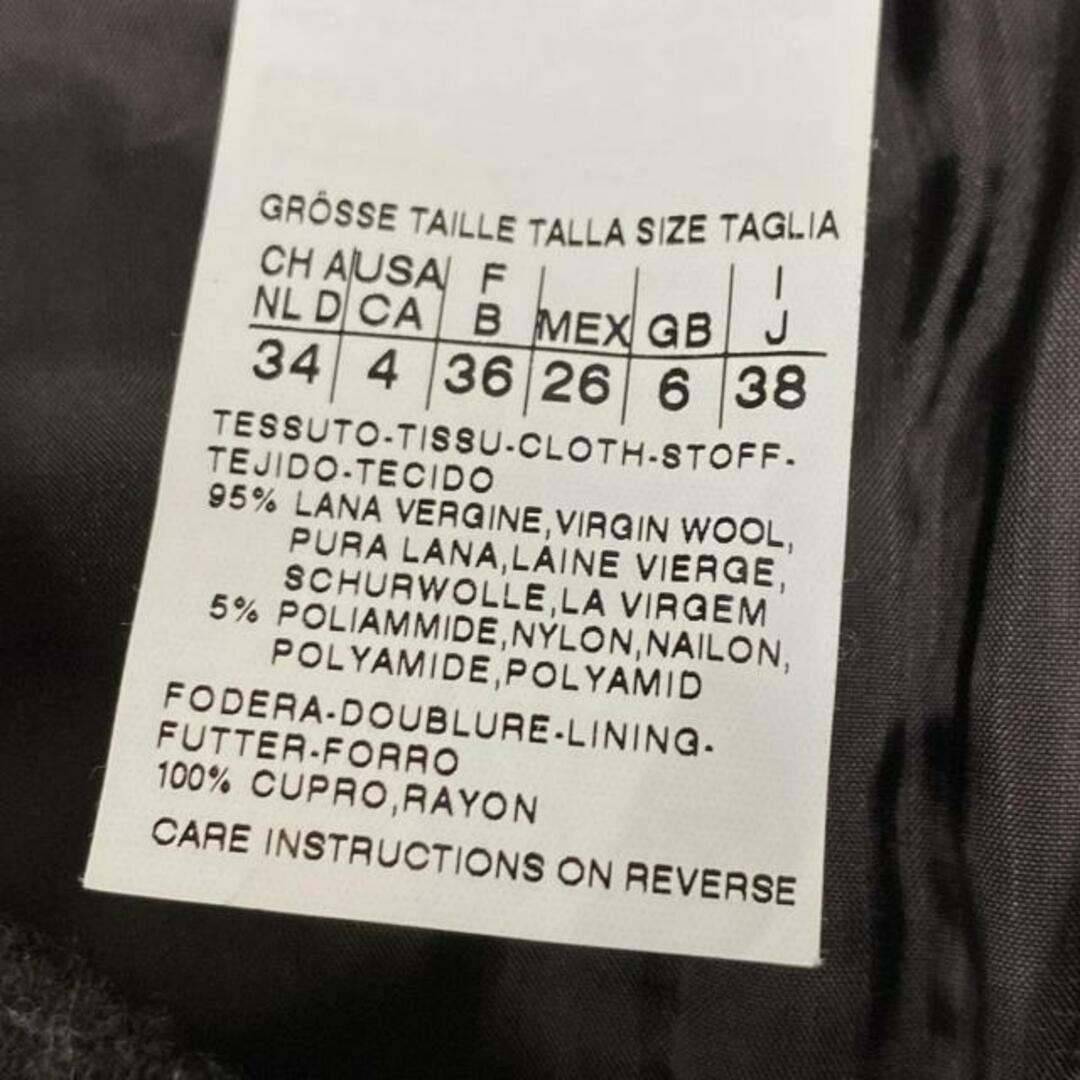 GRÖSSE TAILLE TALLA SIZE TAGLIA
CH A USA F I
NL D CA B MEX GB J
34 4 36 26 6 38
TESSUTO-TISSU-CLOTH-STOFF-
TEJIDO-TECIDO
95% LANA VERGINE,VIRGIN WOOL,
PURA LANA,LAINE VIERGE,
SCHURWOLLE,LA VIRGEM
5% POLIAMMIDE,NYLON,NAILON,
POLYAMIDE,POLYAMID
FODERA-DOUBLURE-LINING-
FUTTER-FORRO
100% CUPRO,RAYON
CARE INSTRUCTIONS ON REVERSE